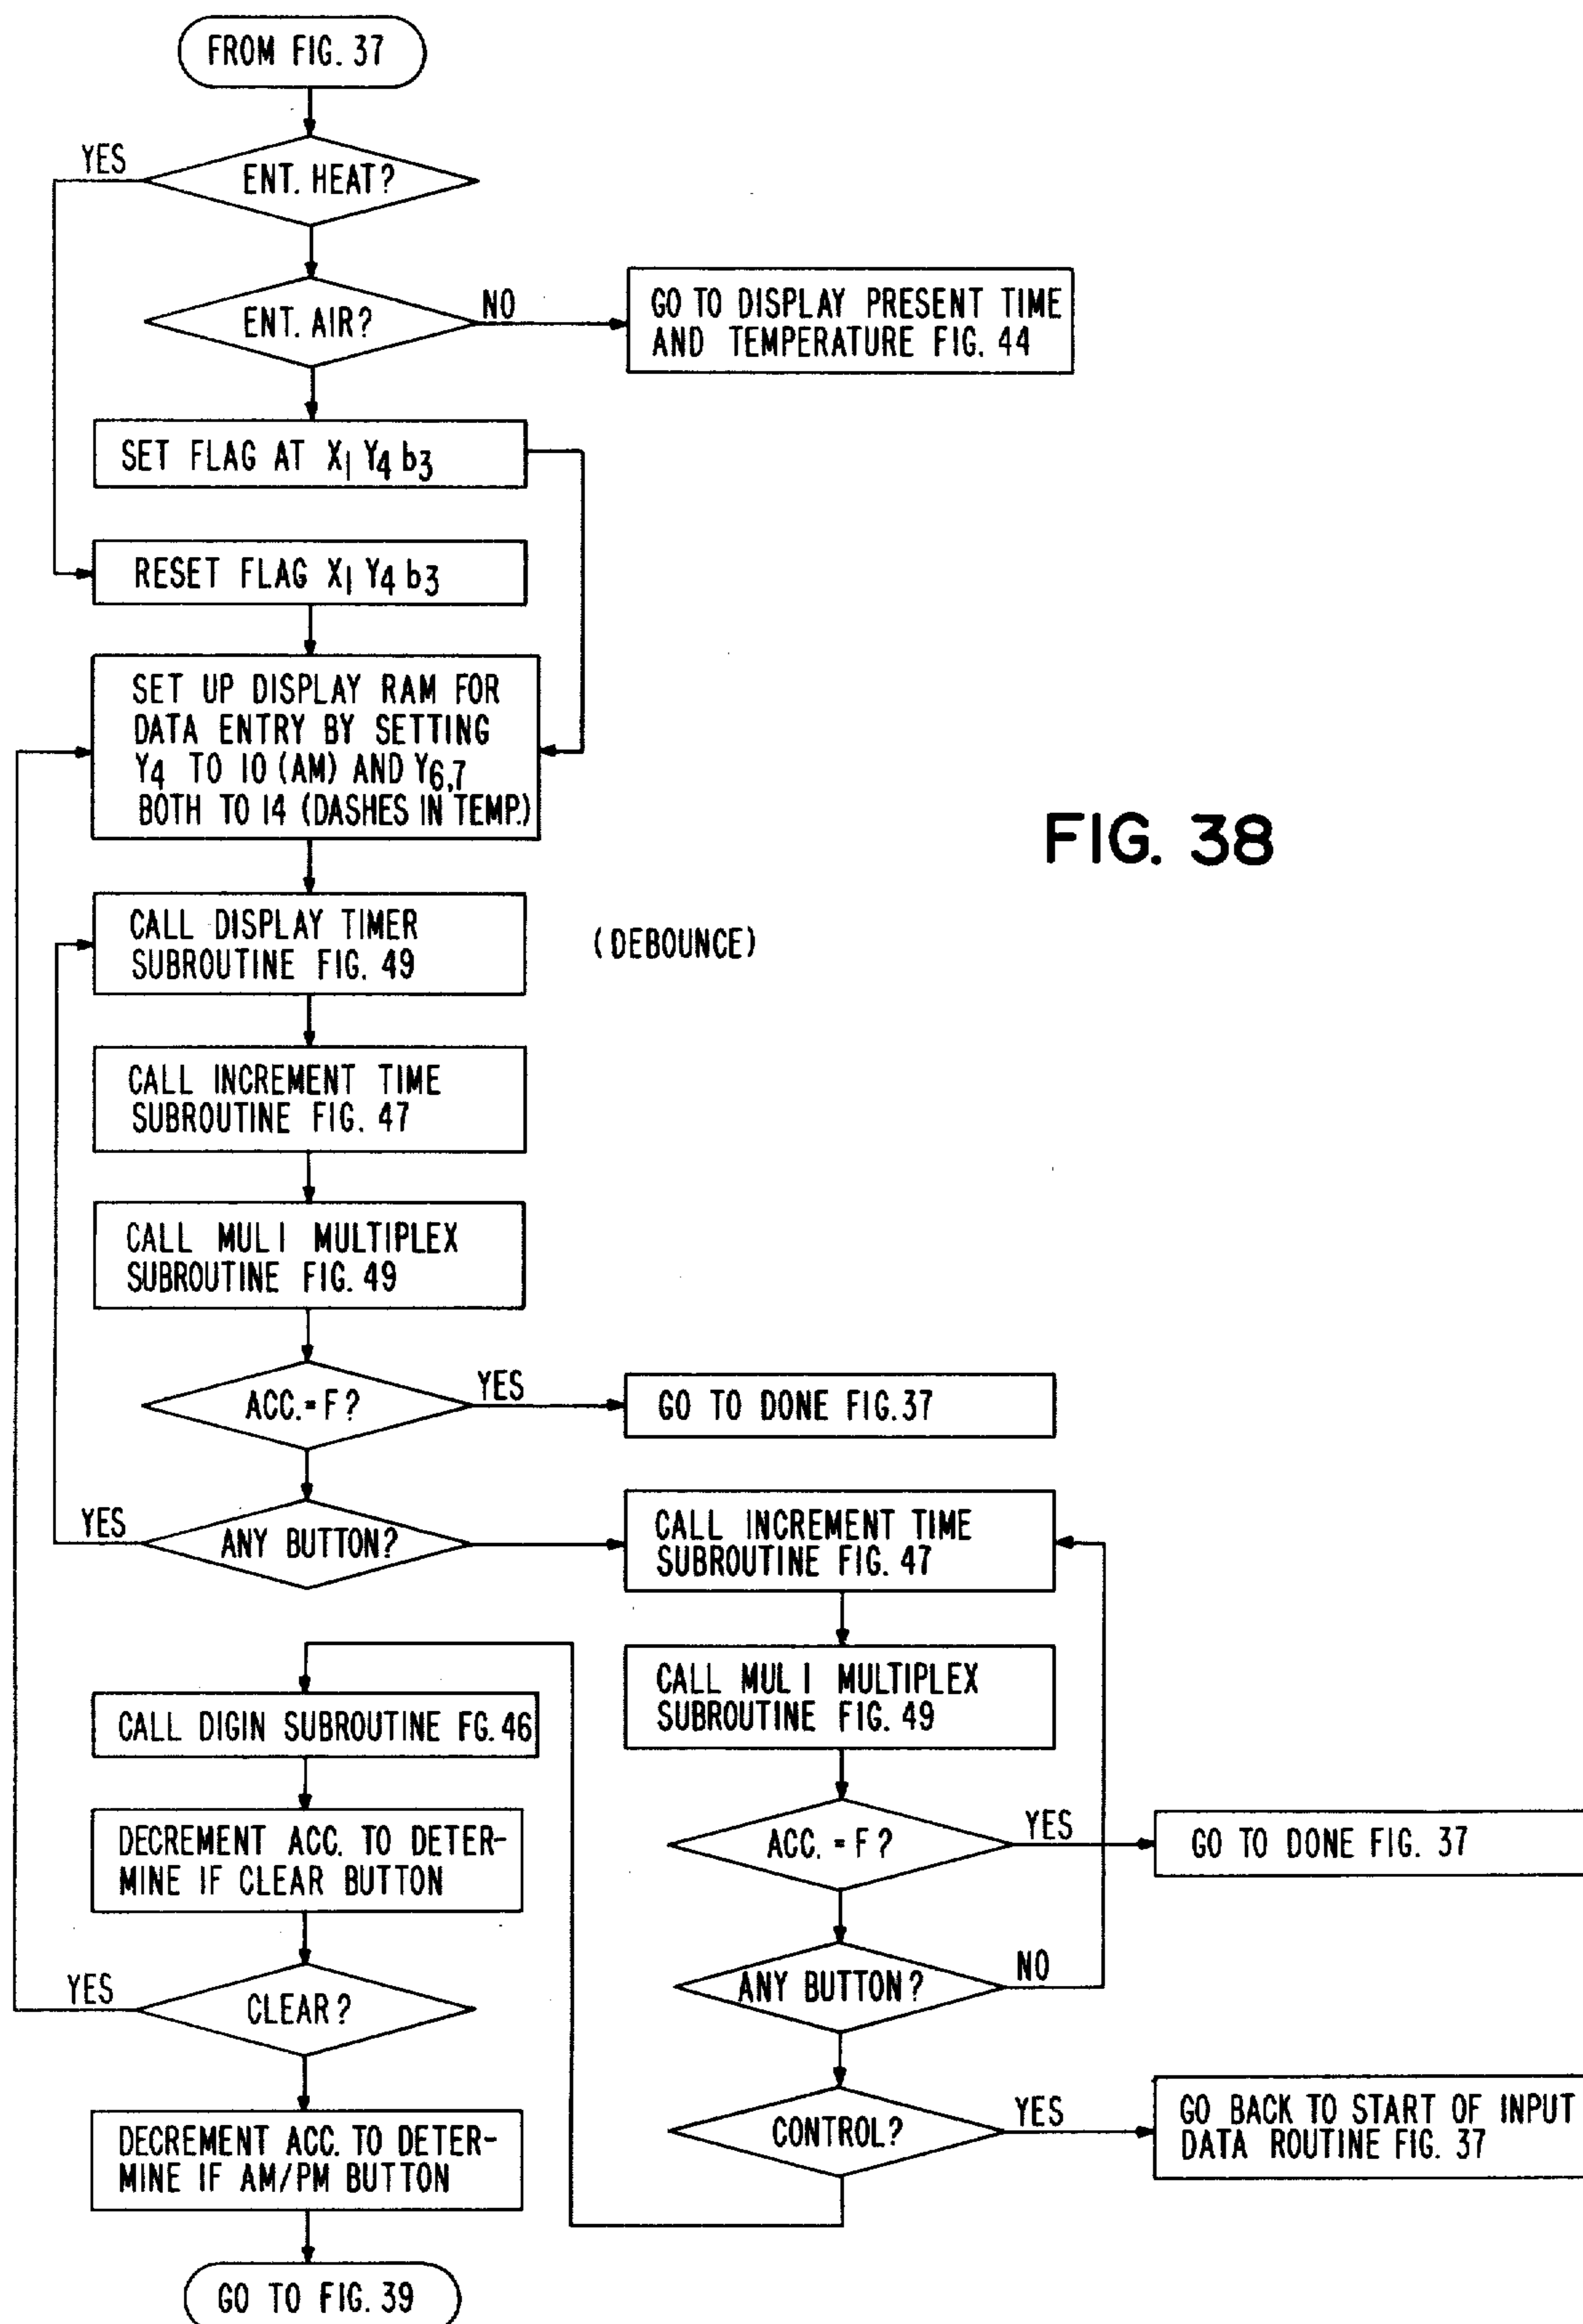 FROM FIG. 37
YES
ENT. HEAT?
ENT. AIR?
NO
GO TO DISPLAY PRESENT TIME
AND TEMPERATURE FIG. 44
SET FLAG AT X1 Y4 b3
RESET FLAG X1 Y4 b3
SET UP DISPLAY RAM FOR
DATA ENTRY BY SETTING
Y4 TO 10 (AM) AND Y6,7
BOTH TO 14 (DASHES IN TEMP.)
FIG. 38
CALL DISPLAY TIMER
SUBROUTINE FIG. 49
(DEBOUNCE)
CALL INCREMENT TIME
SUBROUTINE FIG. 47
CALL MUL 1 MULTIPLEX
SUBROUTINE FIG. 49
ACC. = F?
YES
GO TO DONE FIG. 37
YES
ANY BUTTON?
CALL INCREMENT TIME
SUBROUTINE FIG. 47
CALL MUL 1 MULTIPLEX
SUBROUTINE FIG. 49
ACC. = F?
YES
GO TO DONE FIG. 37
ANY BUTTON?
NO
CONTROL?
YES
GO BACK TO START OF INPUT
DATA ROUTINE FIG. 37
CALL DIGIN SUBROUTINE FG. 46
DECREMENT ACC. TO DETER-
MINE IF CLEAR BUTTON
YES
CLEAR?
DECREMENT ACC. TO DETER-
MINE IF AM/PM BUTTON
GO TO FIG. 39